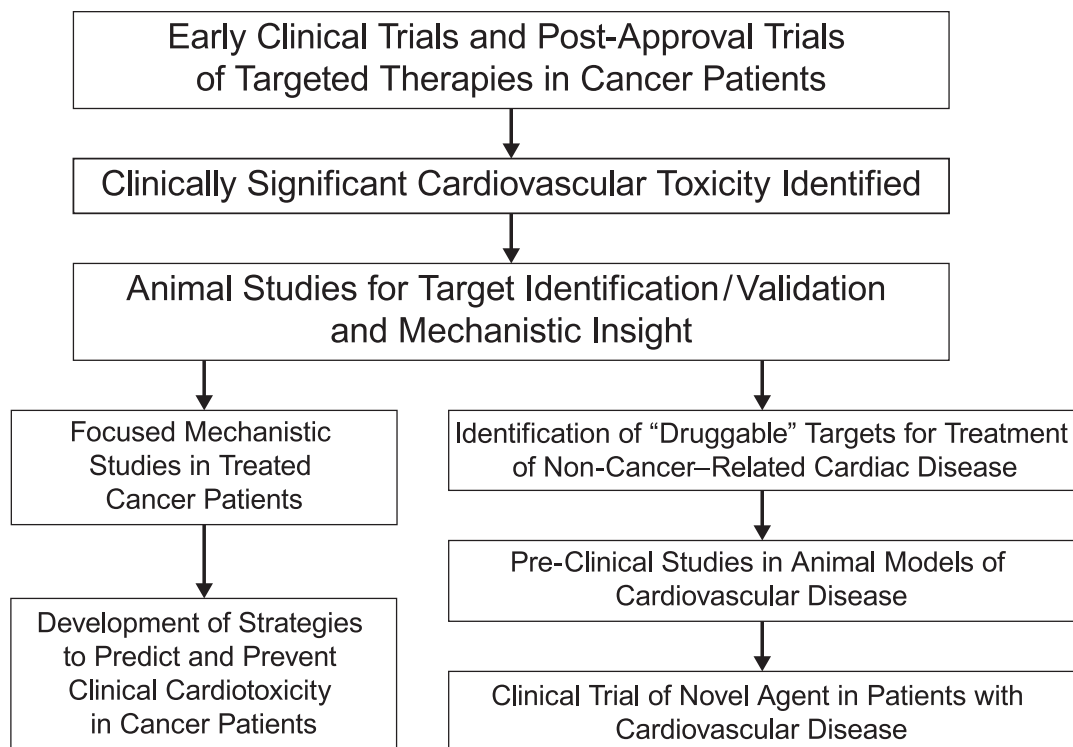 Early Clinical Trials and Post-Approval Trials
of Targeted Therapies in Cancer Patients
Clinically Significant Cardiovascular Toxicity Identified
Animal Studies for Target Identification/Validation
and Mechanistic Insight
Focused Mechanistic
Studies in Treated
Cancer Patients
Development of Strategies
to Predict and Prevent
Clinical Cardiotoxicity
in Cancer Patients
Identification of “Druggable” Targets for Treatment
of Non-Cancer–Related Cardiac Disease
Pre-Clinical Studies in Animal Models of
Cardiovascular Disease
Clinical Trial of Novel Agent in Patients with
Cardiovascular Disease